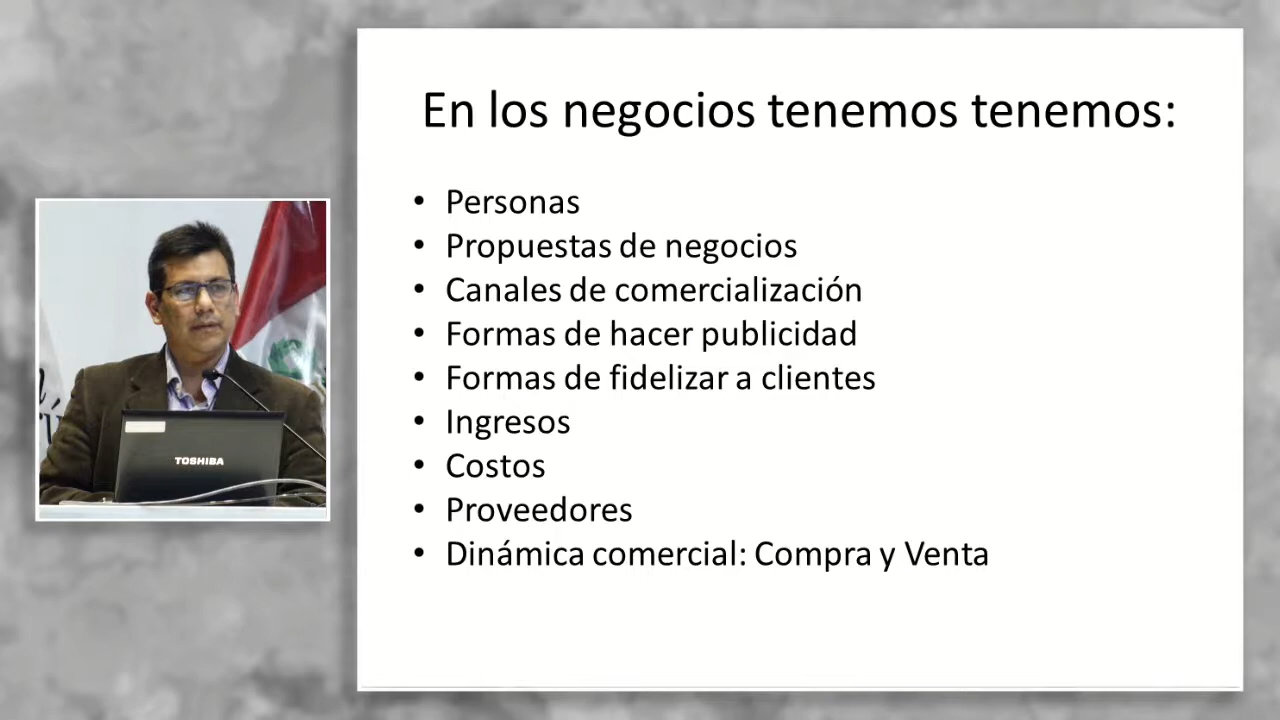 En los negocios tenemos tenemos:
• Personas
• Propuestas de negocios
• Canales de comercialización
• Formas de hacer publicidad
• Formas de fidelizar a clientes
• Ingresos
• Costos
• Proveedores
• Dinámica comercial: Compra y Venta
TOSHIBA